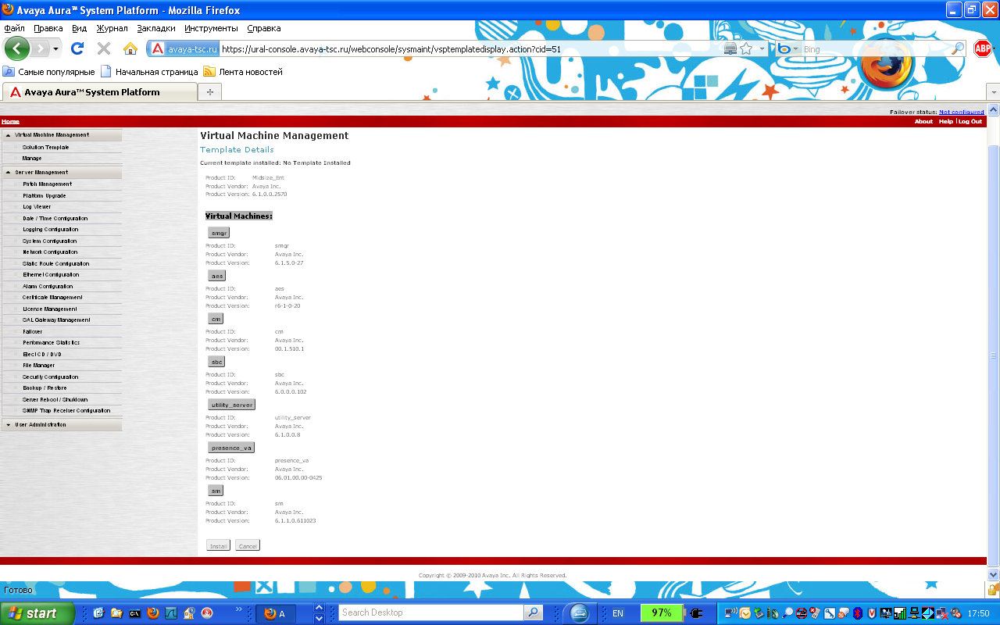 Avaya Aura™ System Platform - Mozilla Firefox
Файл Правка Вид Журнал Закладки Инструменты Справка
avaya-tsc.ru https://ural-console.avaya-tsc.ru/webconsole/sysmaint/vsptemplatedisplay.action?cid=51 Bing ABP
Самые популярные Начальная страница Лента новостей
Avaya Aura™ System Platform
Failover status: Not configured
Home About Help Log Out
Virtual Machine Management
Solution Template
Manage
Server Management
Patch Management
Platform Upgrade
Log Viewer
Date / Time Configuration
Logging Configuration
System Configuration
Network Configuration
Static Route Configuration
Ethernet Configuration
Alarm Configuration
Certificate Management
License Management
SAL Gateway Management
Failover
Performance Statistics
Eject CD / DVD
File Manager
Security Configuration
Backup / Restore
Server Reboot / Shutdown
SNMP Trap Receiver Configuration
User Administration
Virtual Machine Management
Template Details
Current template installed: No Template Installed
Product ID: Midsize_Ent
Product Vendor: Avaya Inc.
Product Version: 6.1.0.0.2570
Virtual Machines:
smgr
Product ID: smgr
Product Vendor: Avaya Inc.
Product Version: 6.1.5.0-27
aes
Product ID: aes
Product Vendor: Avaya Inc.
Product Version: r6-1-0-20
cm
Product ID: cm
Product Vendor: Avaya Inc.
Product Version: 00.1.510.1
sbc
Product ID: sbc
Product Vendor: Avaya Inc.
Product Version: 6.0.0.0.102
utility_server
Product ID: utility_server
Product Vendor: Avaya Inc.
Product Version: 6.1.0.0.8
presence_va
Product ID: presence_va
Product Vendor: Avaya Inc.
Product Version: 06.01.00.00-0425
sm
Product ID: sm
Product Vendor: Avaya Inc.
Product Version: 6.1.1.0.611023
Install Cancel
Copyright © 2009-2010 Avaya Inc. All Rights Reserved.
Готово
start A Search Desktop EN 97% 17:50